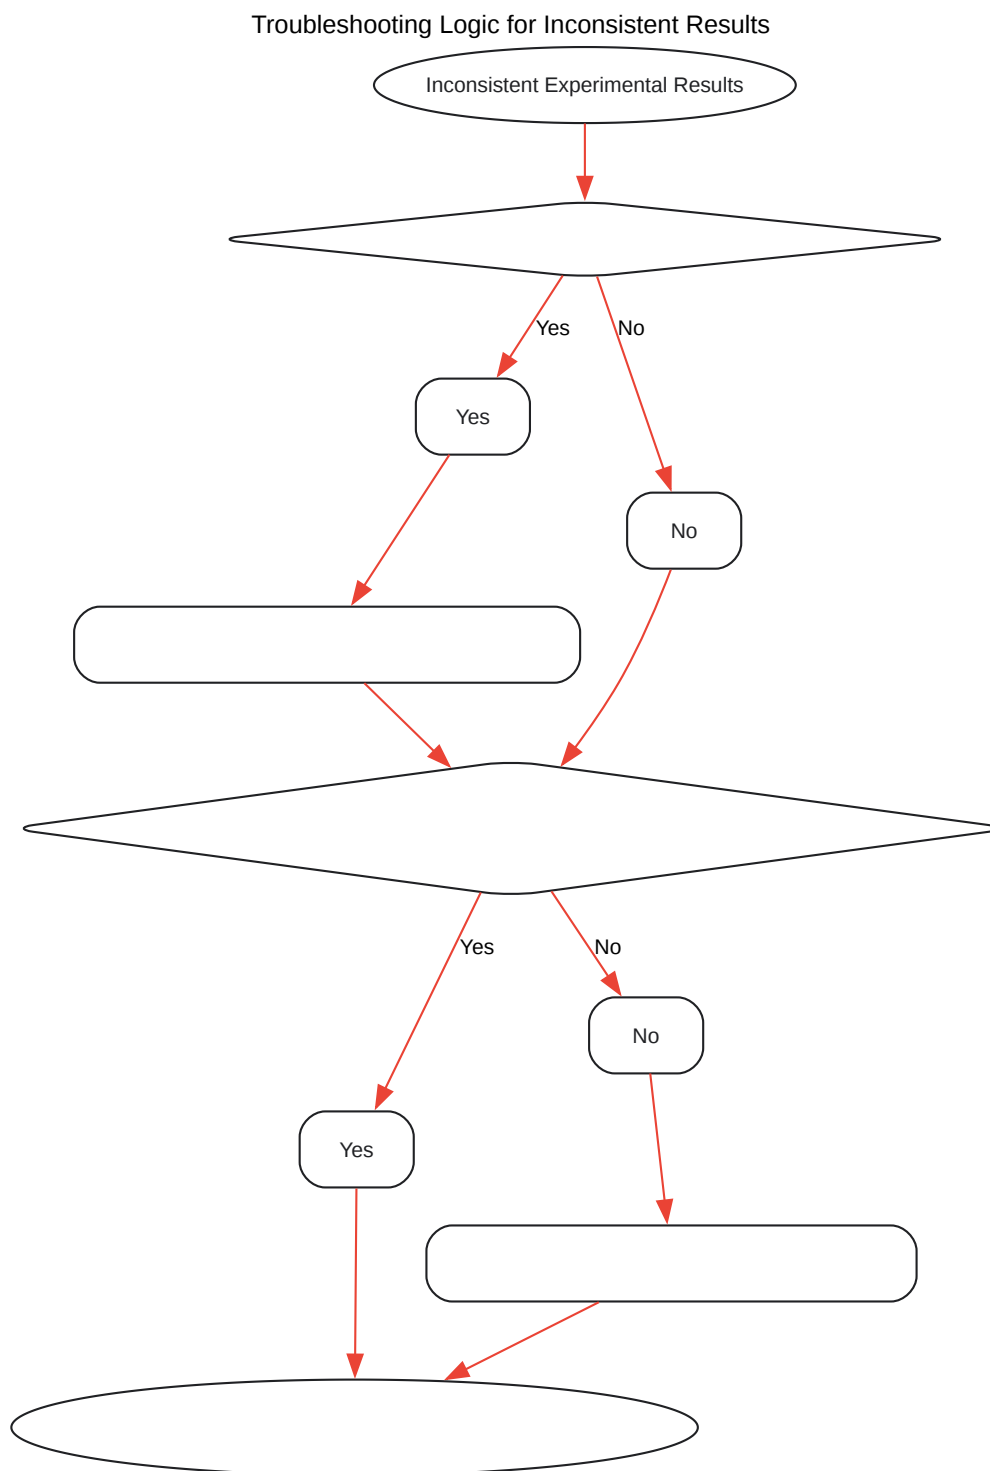 Troubleshooting Logic for Inconsistent Results
Inconsistent Experimental Results
Yes
No
Yes
No
Yes
No
No
Yes